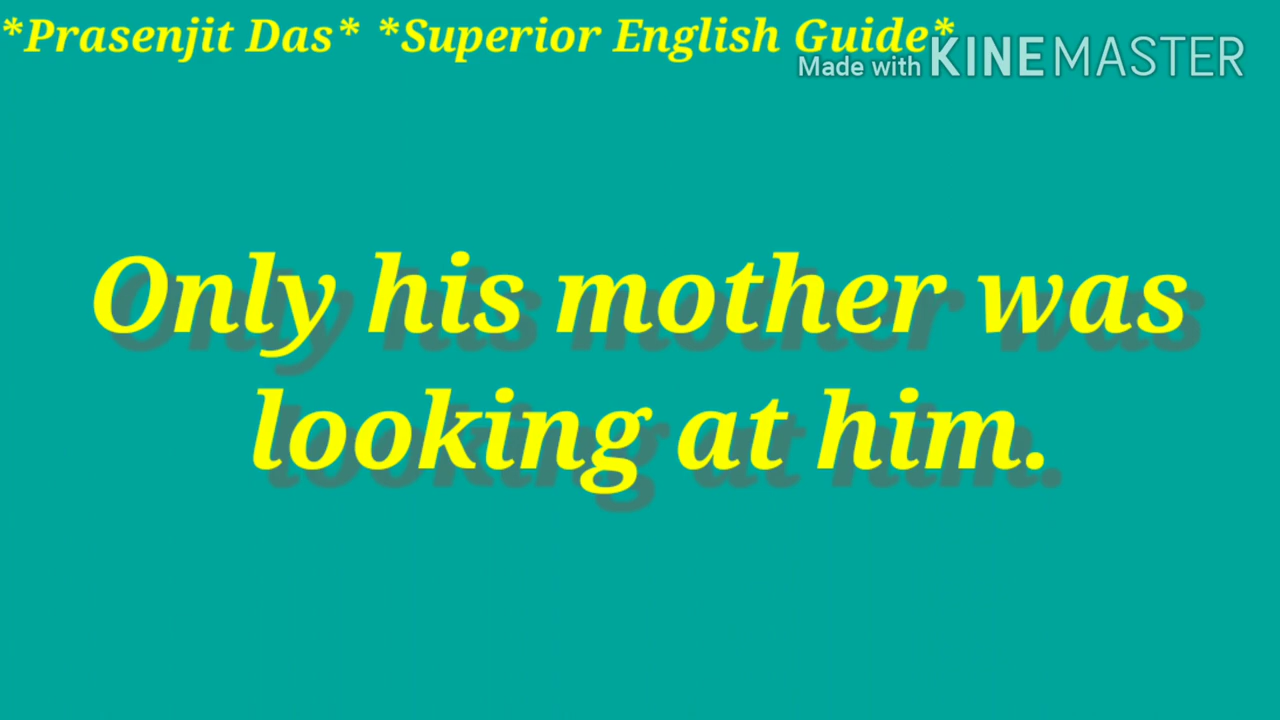 *Prasenjit Das* *Superior English Guide*
Made with KINEMASTER
Only his mother was
looking at him.